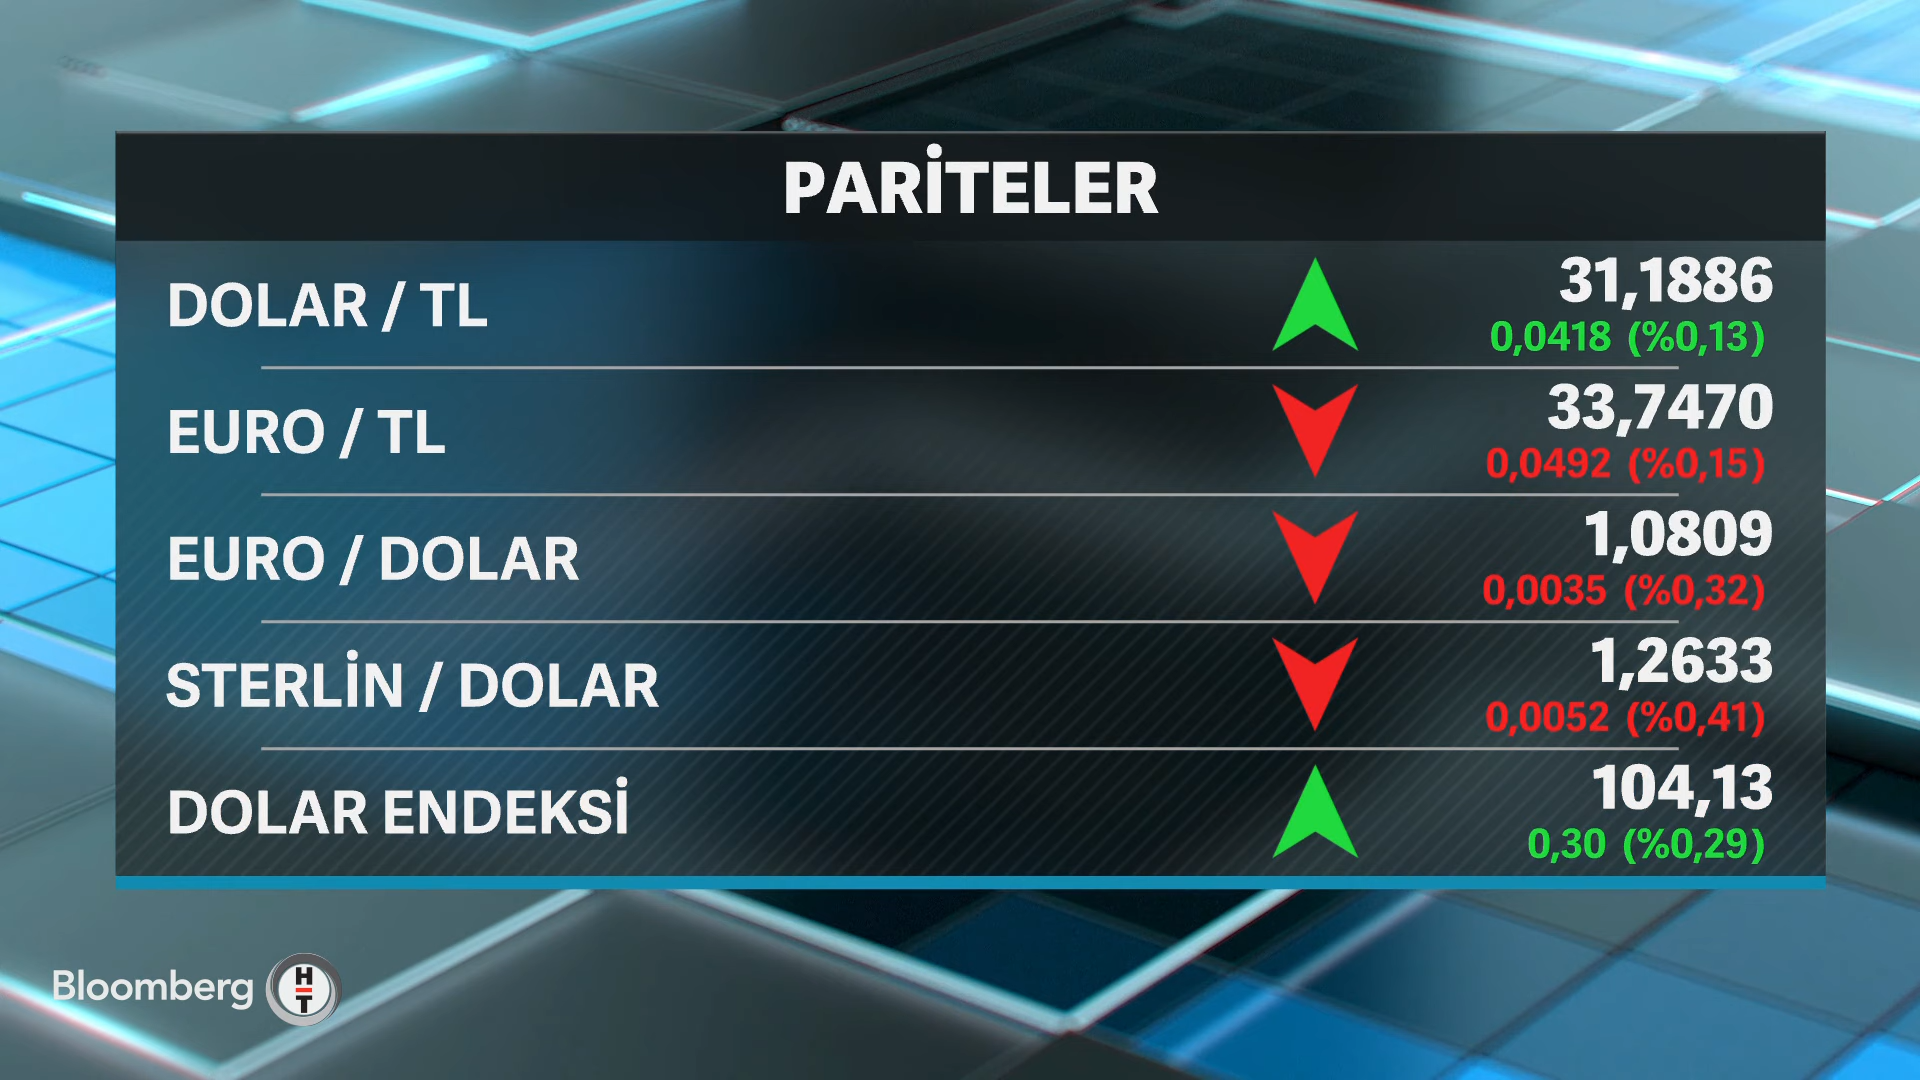 PARİTELER
DOLAR / TL
31,1886
0,0418 (%0,13)
EURO / TL
33,7470
0,0492 (%0,15)
EURO / DOLAR
1,0809
0,0035 (%0,32)
STERLİN / DOLAR
1,2633
0,0052 (%0,41)
DOLAR ENDEKSİ
104,13
0,30 (%0,29)
Bloomberg HT